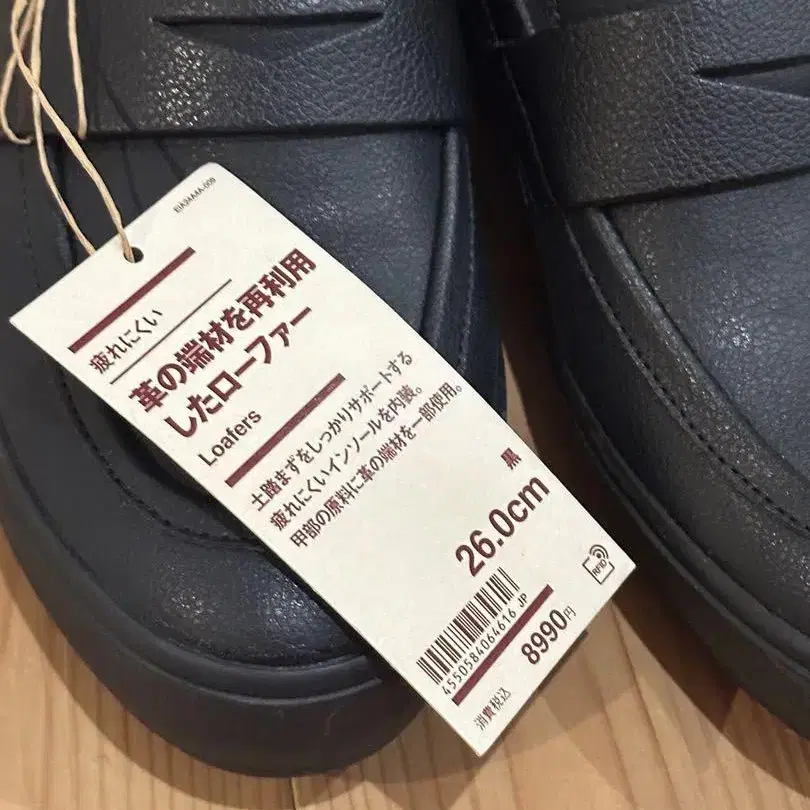 EIA94A4A-009
疲れにくい
革の端材を再利用
したローファー
Loafers
土踏まずをしっかりサポートする
疲れにくいインソールを内装。
甲部の原料に革の端材を一部使用。
黒
26.0cm
RFID
4550584064616 JP
8990円
消費税込